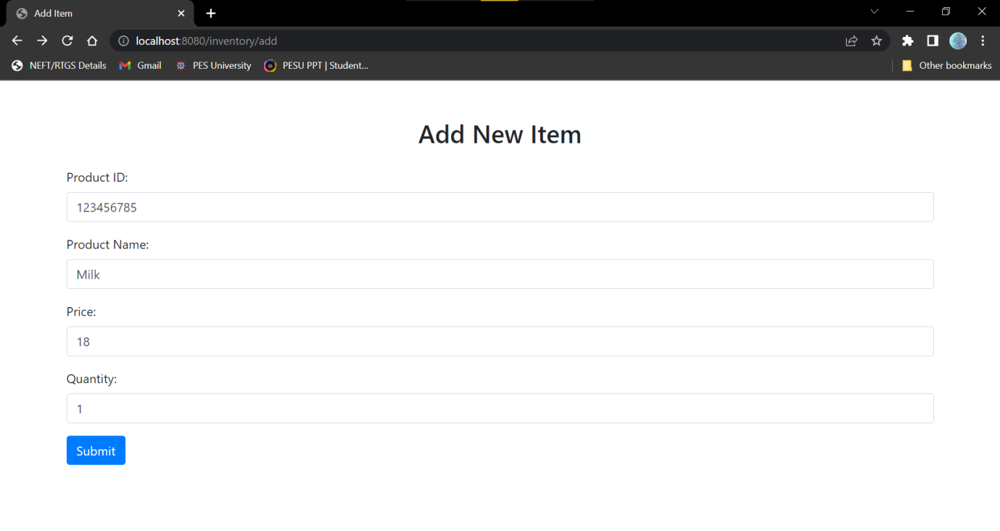 Add Item
localhost:8080/inventory/add
NEFT/RTGS Details Gmail PES University PESU PPT | Student... Other bookmarks
Add New Item
Product ID:
123456785
Product Name:
Milk
Price:
18
Quantity:
1
Submit